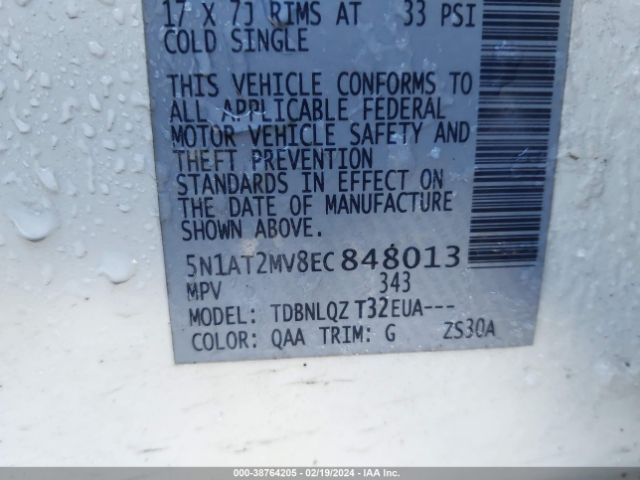 17 X 7J RIMS AT 33 PSI
COLD SINGLE
THIS VEHICLE CONFORMS TO
ALL APPLICABLE FEDERAL
MOTOR VEHICLE SAFETY AND
THEFT PREVENTION
STANDARDS IN EFFECT ON
THE DATE OF MANUFACTURE
SHOWN ABOVE.
5N1AT2MV8EC848013
MPV 343
MODEL: TDBNLQZ T32EUA---
COLOR: QAA TRIM: G ZS30A
00-38764205 - 02/19/2024 - IAA Inc.